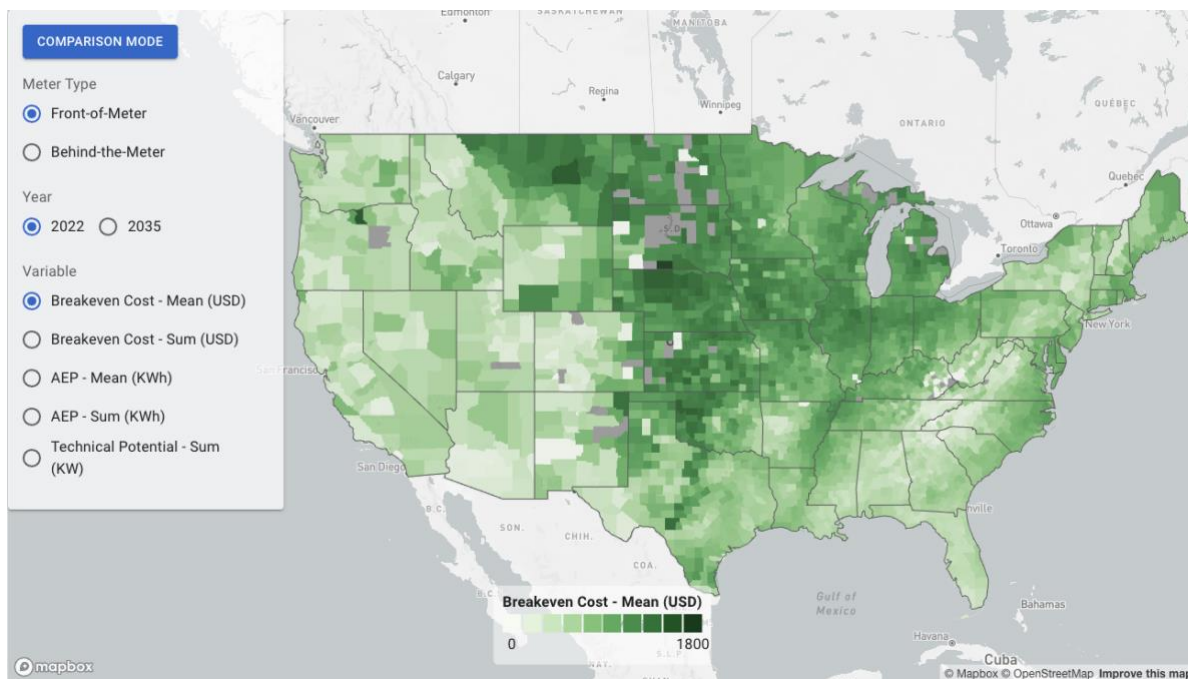 COMPARISON MODE
Meter Type
Front-of-Meter
Behind-the-Meter
Year
2022
2035
Variable
Breakeven Cost - Mean (USD)
Breakeven Cost - Sum (USD)
AEP - Mean (KWh)
AEP - Sum (KWh)
Technical Potential - Sum
(KW)
Edmonton
SASKATCHEWAN
MANITOBA
Calgary
Regina
Winnipeg
Vancouver
ONTARIO
QUÉBEC
Quebec
Ottawa
Toronto
S.D
New York
San Francisco
San Diego
nville
B.C.
SON.
CHIH.
COA.
B.C.
Gulf of
Mexico
Bahamas
Havana
Cuba
S.L.P.
NAY.
Breakeven Cost - Mean (USD)
0
1800
mapbox
© Mapbox © OpenStreetMap Improve this map